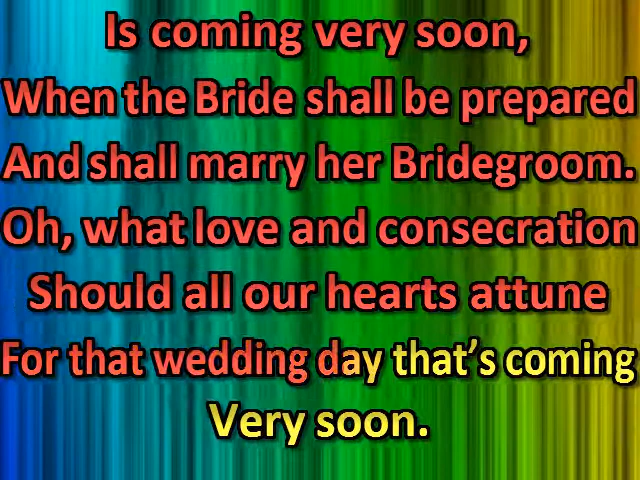 Is coming very soon,
When the Bride shall be prepared
And shall marry her Bridegroom.
Oh, what love and consecration
Should all our hearts attune
For that wedding day that's coming
Very soon.